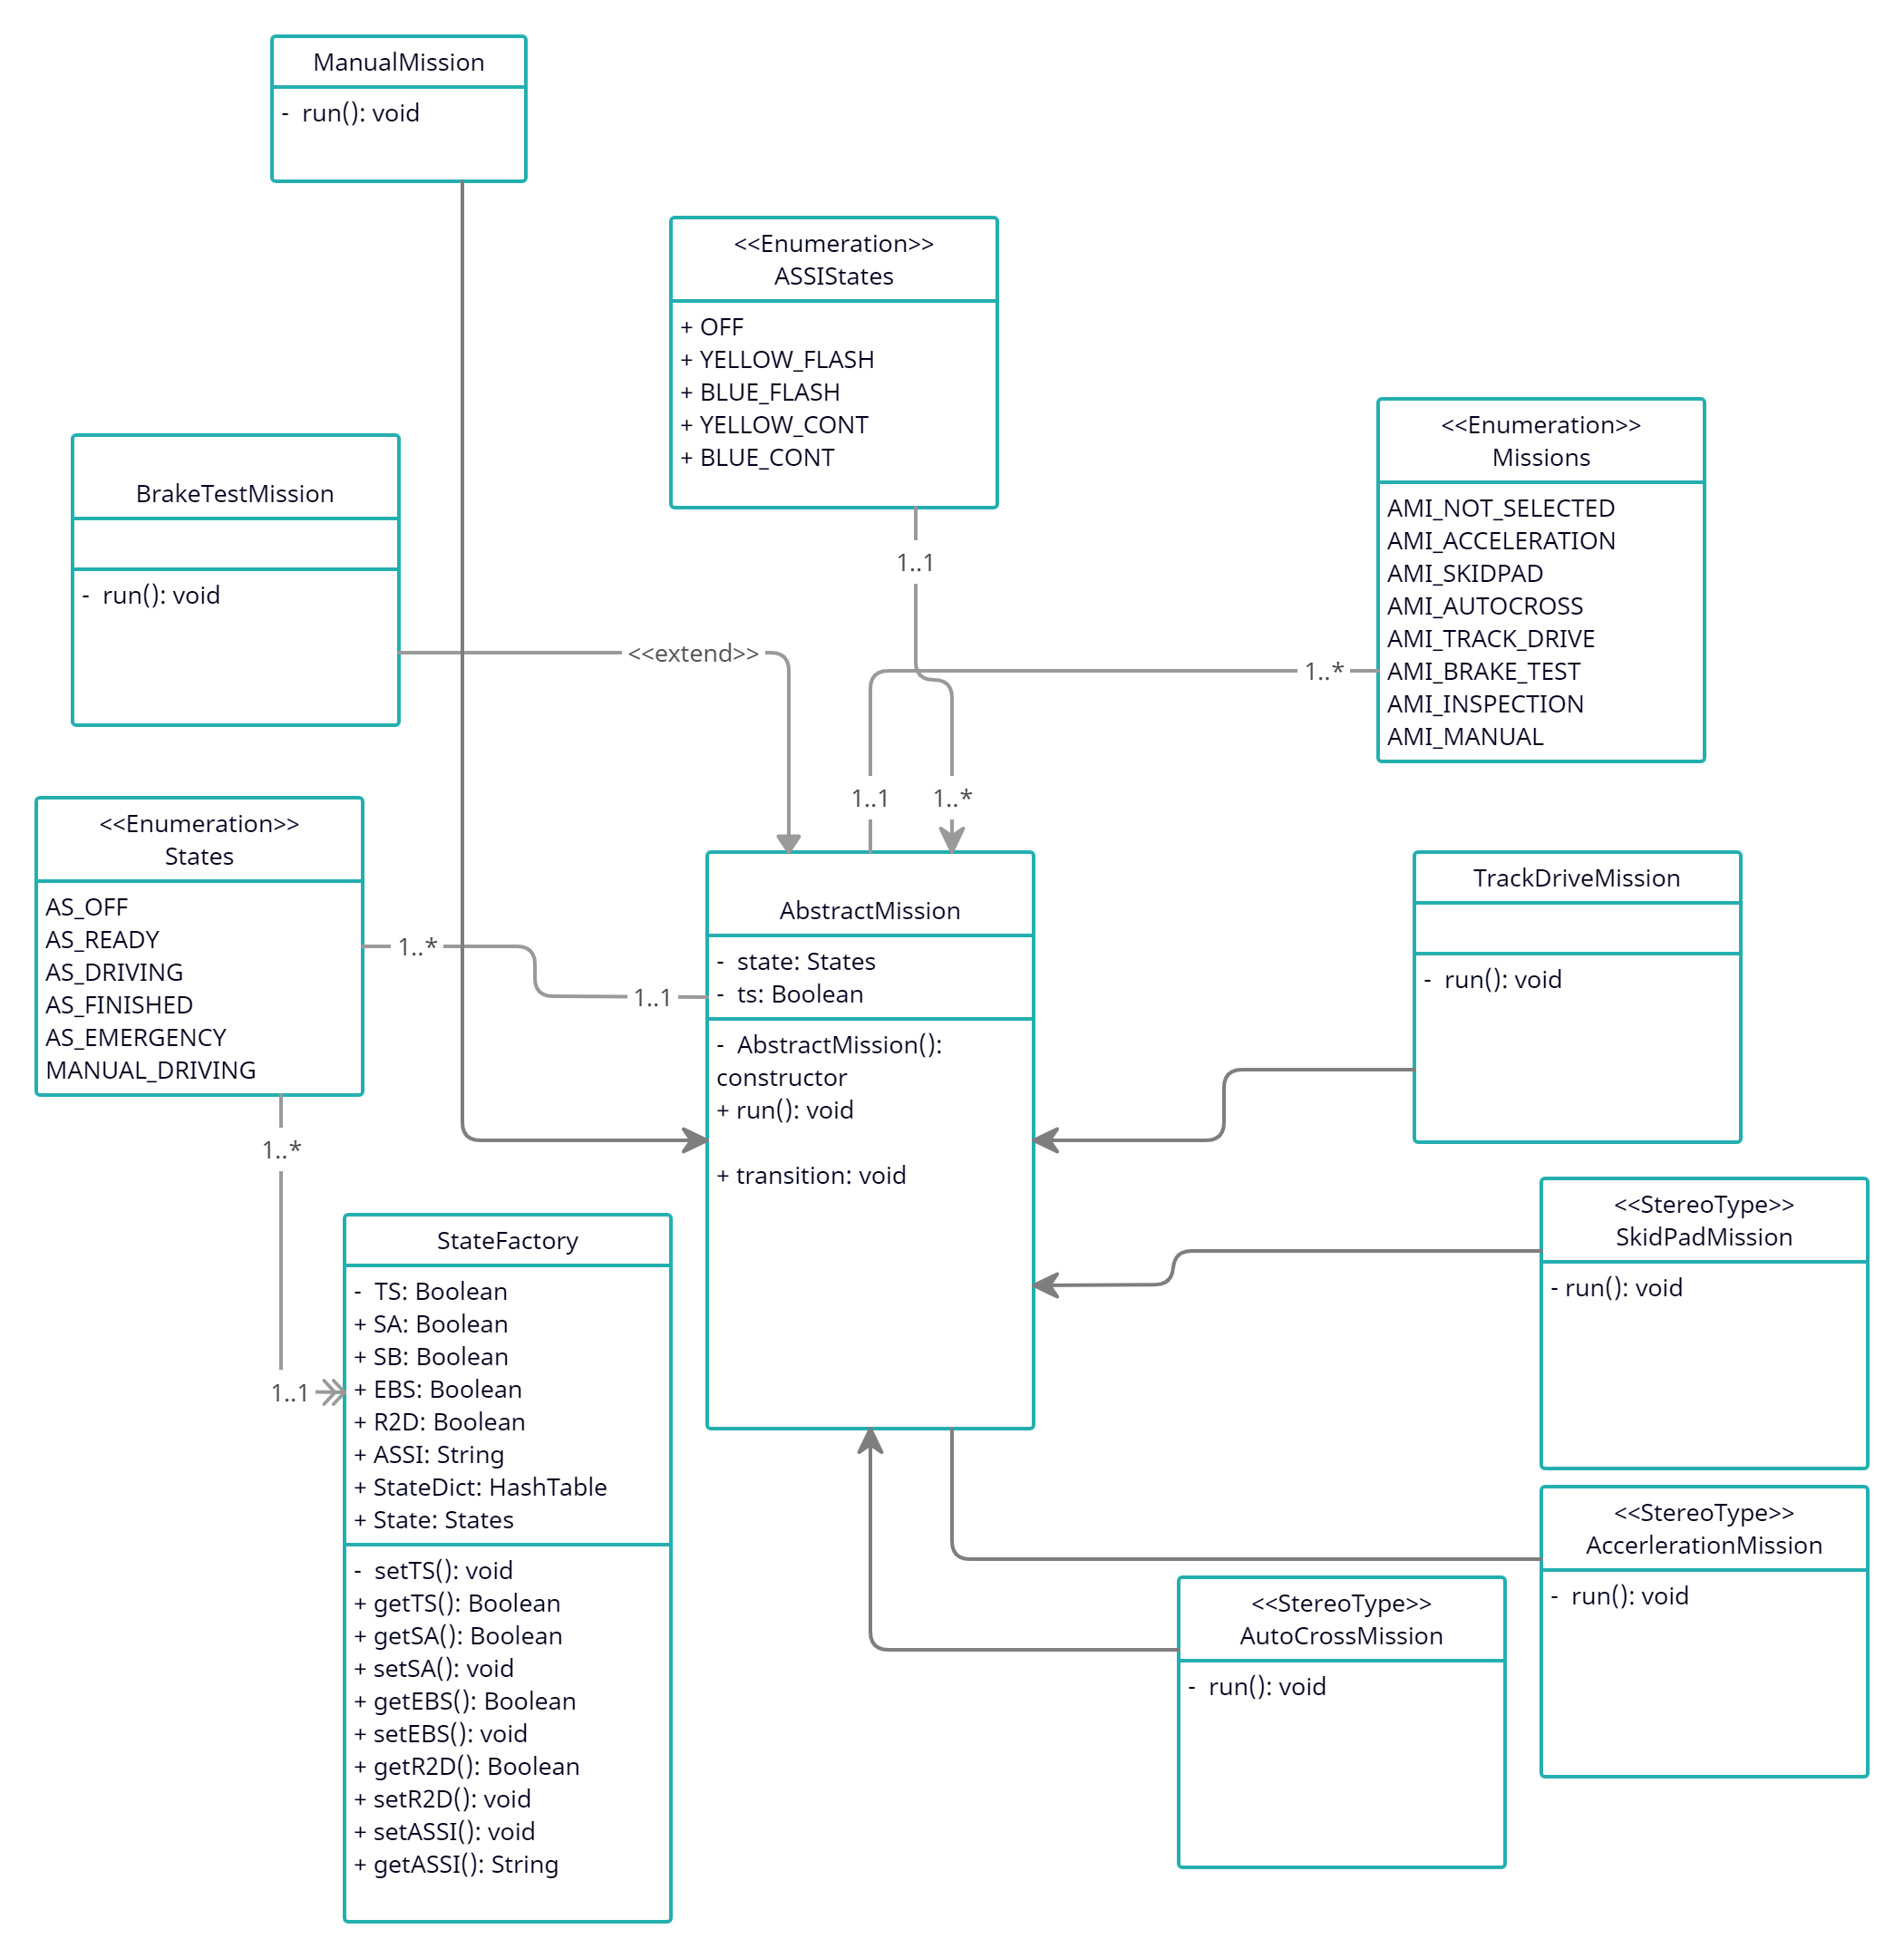 ManualMission
-  run(): void
<<Enumeration>>
ASSIStates
+ OFF
+ YELLOW_FLASH
+ BLUE_FLASH
+ YELLOW_CONT
+ BLUE_CONT
<<Enumeration>>
Missions
AMI_NOT_SELECTED
AMI_ACCELERATION
AMI_SKIDPAD
AMI_AUTOCROSS
AMI_TRACK_DRIVE
AMI_BRAKE_TEST
AMI_INSPECTION
AMI_MANUAL
BrakeTestMission
-  run(): void
1..1
<<extend>>
1..*
1..1
1..*
<<Enumeration>>
States
AS_OFF
AS_READY
AS_DRIVING
AS_FINISHED
AS_EMERGENCY
MANUAL_DRIVING
1..*
1..1
AbstractMission
-  state: States
-  ts: Boolean
-  AbstractMission():
constructor
+ run(): void
+ transition: void
TrackDriveMission
-  run(): void
1..*
1..1
StateFactory
-  TS: Boolean
+ SA: Boolean
+ SB: Boolean
+ EBS: Boolean
+ R2D: Boolean
+ ASSI: String
+ StateDict: HashTable
+ State: States
-  setTS(): void
+ getTS(): Boolean
+ getSA(): Boolean
+ setSA(): void
+ getEBS(): Boolean
+ setEBS(): void
+ getR2D(): Boolean
+ setR2D(): void
+ setASSI(): void
+ getASSI(): String
<<StereoType>>
SkidPadMission
- run(): void
<<StereoType>>
AccerlerationMission
-  run(): void
<<StereoType>>
AutoCrossMission
-  run(): void